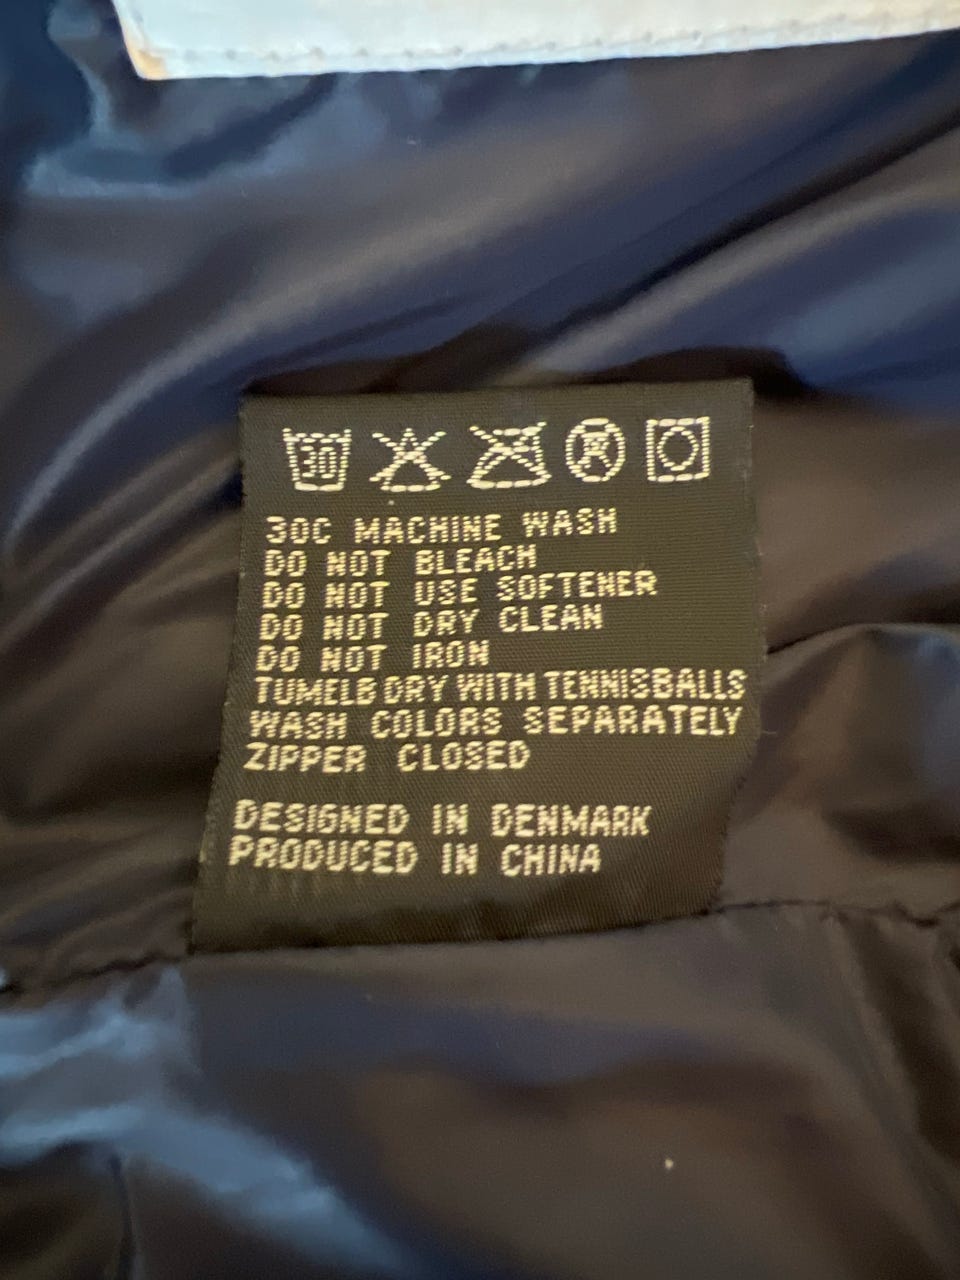 30
30C MACHINE WASH
DO NOT BLEACH
DO NOT USE SOFTENER
DO NOT DRY CLEAN
DO NOT IRON
TUMELB DRY WITH TENNISBALLS
WASH COLORS SEPARATELY
ZIPPER CLOSED
DESIGNED IN DENMARK
PRODUCED IN CHINA